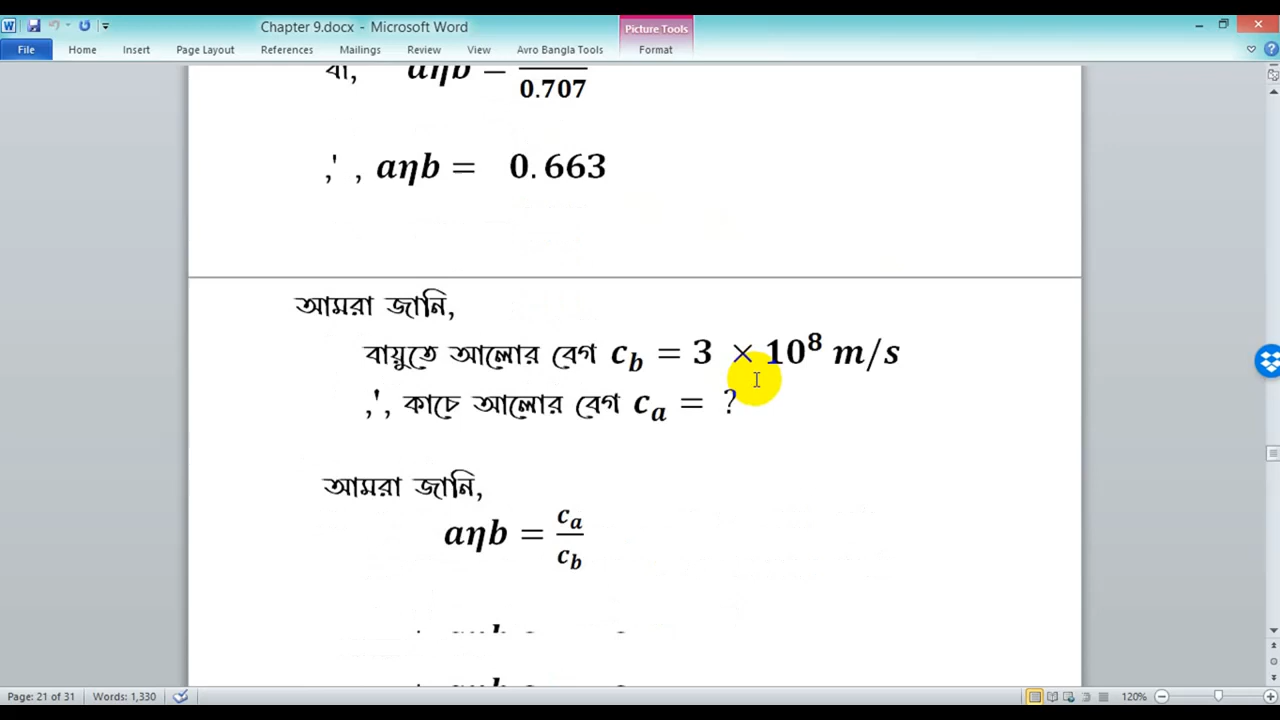 Chapter 9.docx - Microsoft Word
Picture Tools
File Home Insert Page Layout References Mailings Review View Avro Bangla Tools Format
বা, aηb =
0.707
,' , aηb = 0.663
আমরা জানি,
বায়ুতে আলোর বেগ c_b = 3 × 10^8 m/s
,', কাচে আলোর বেগ c_a = ?
আমরা জানি,
aηb = c_a/c_b
Page: 21 of 31 Words: 1,330 120%